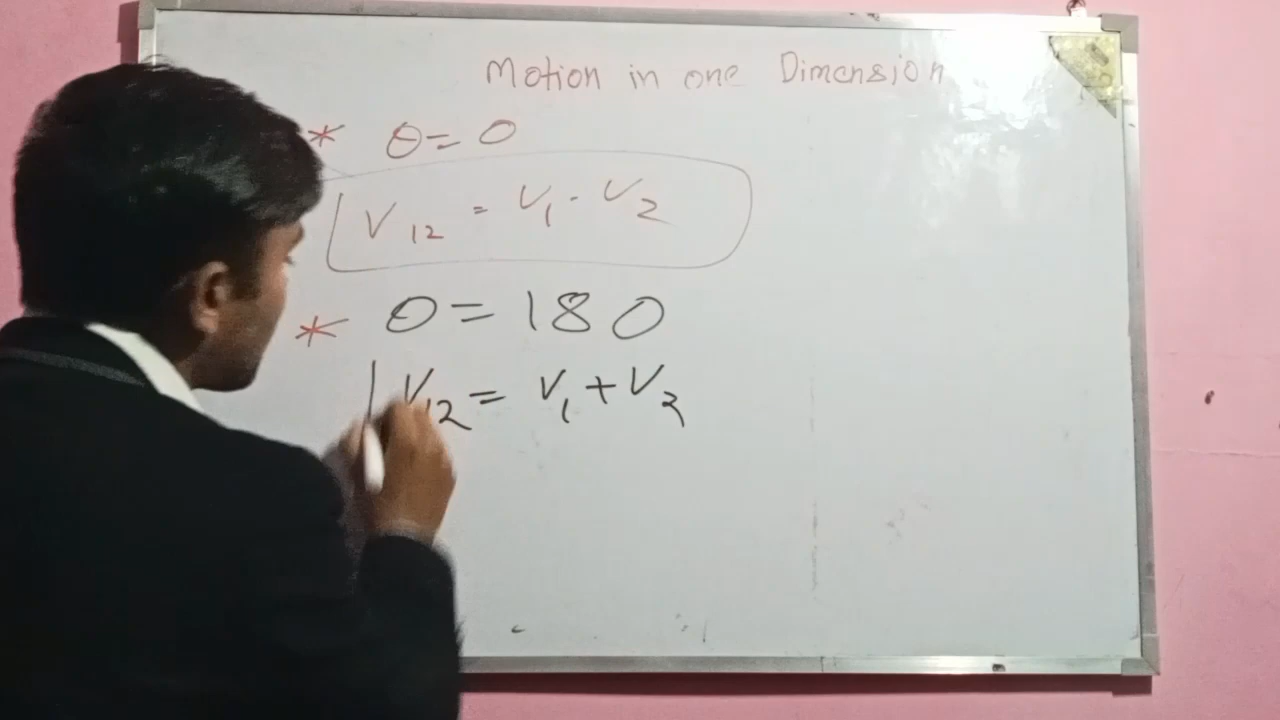 Motion in one Dimension
* θ = 0
V₁₂ = V₁ - V₂
* θ = 180
V₁₂ = V₁ + V₂